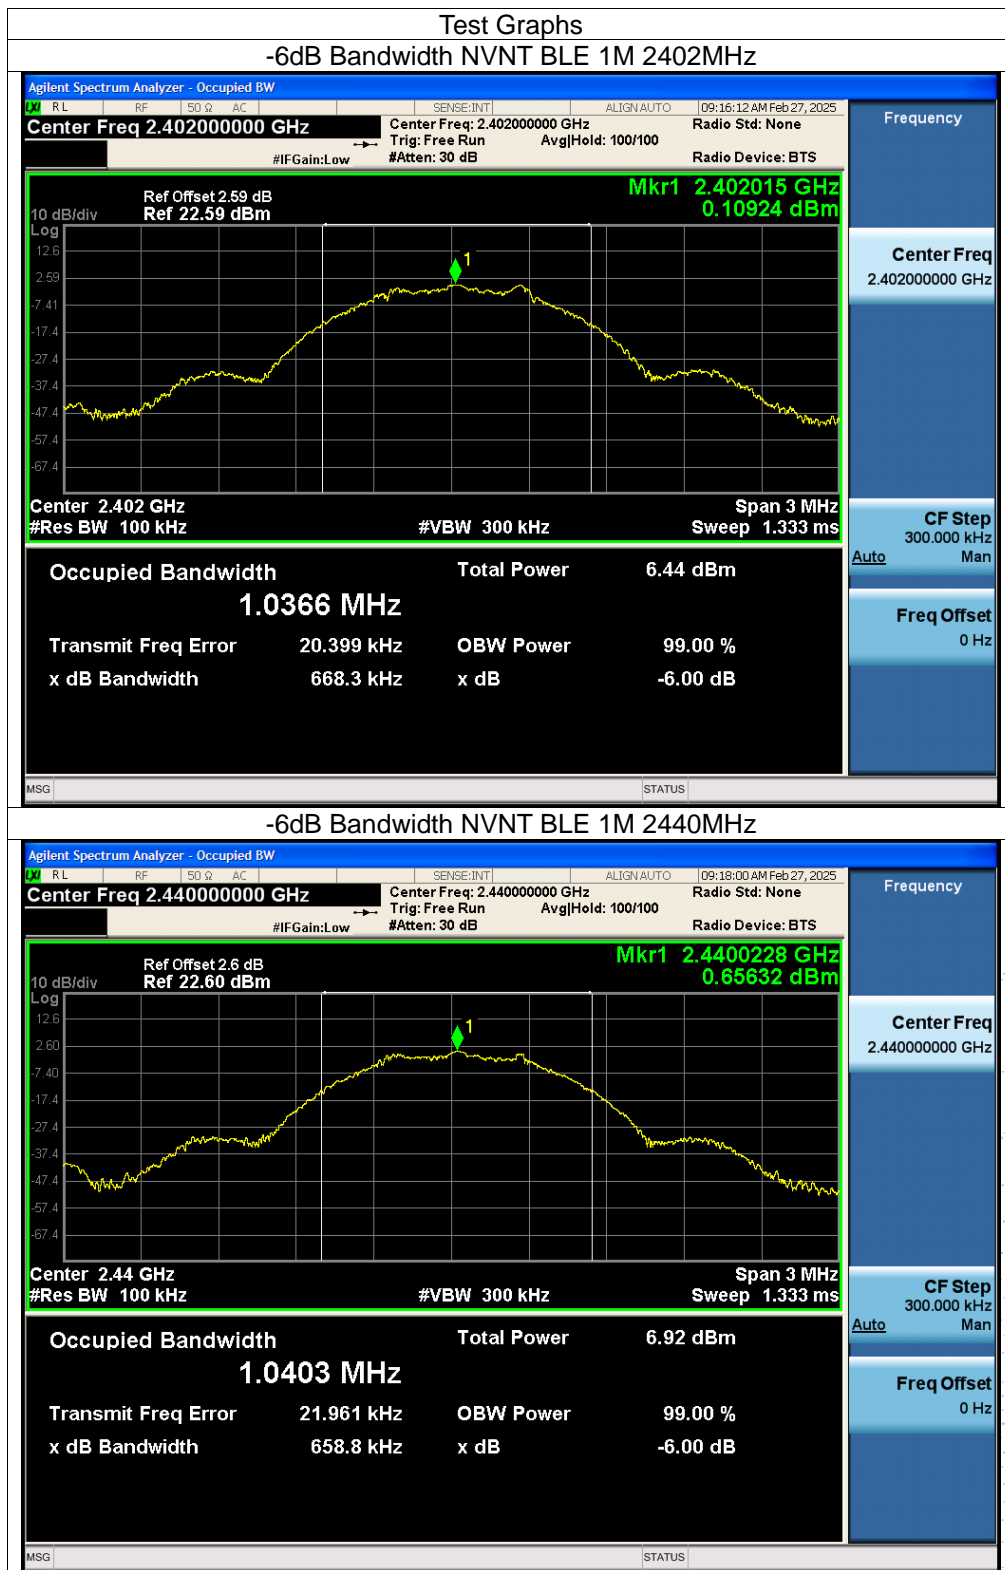 Test Graphs
-6dB Bandwidth NVNT BLE 1M 2402MHz
Agilent Spectrum Analyzer - Occupied BW
LXI RL RF 50 Ω AC SENSE:INT ALIGN AUTO 09:16:12 AM Feb 27, 2025
Center Freq 2.402000000 GHz Center Freq: 2.402000000 GHz Radio Std: None Frequency
Trig: Free Run Avg|Hold: 100/100
#IFGain:Low #Atten: 30 dB Radio Device: BTS
Mkr1 2.402015 GHz
Ref Offset 2.59 dB 0.10924 dBm
10 dB/div Ref 22.59 dBm
Log
12.6
1
2.59
-7.41
-17.4
-27.4
-37.4
-47.4
-57.4
-67.4
Center Freq
2.402000000 GHz
Center 2.402 GHz Span 3 MHz
#Res BW 100 kHz #VBW 300 kHz Sweep 1.333 ms
CF Step
300.000 kHz
Auto Man
Occupied Bandwidth Total Power 6.44 dBm
1.0366 MHz
Freq Offset
0 Hz
Transmit Freq Error 20.399 kHz OBW Power 99.00 %
x dB Bandwidth 668.3 kHz x dB -6.00 dB
MSG STATUS
-6dB Bandwidth NVNT BLE 1M 2440MHz
Agilent Spectrum Analyzer - Occupied BW
LXI RL RF 50 Ω AC SENSE:INT ALIGN AUTO 09:18:00 AM Feb 27, 2025
Center Freq 2.440000000 GHz Center Freq: 2.440000000 GHz Radio Std: None Frequency
Trig: Free Run Avg|Hold: 100/100
#IFGain:Low #Atten: 30 dB Radio Device: BTS
Mkr1 2.4400228 GHz
Ref Offset 2.6 dB 0.65632 dBm
10 dB/div Ref 22.60 dBm
Log
12.6
1
2.60
-7.40
-17.4
-27.4
-37.4
-47.4
-57.4
-67.4
Center Freq
2.440000000 GHz
Center 2.44 GHz Span 3 MHz
#Res BW 100 kHz #VBW 300 kHz Sweep 1.333 ms
CF Step
300.000 kHz
Auto Man
Occupied Bandwidth Total Power 6.92 dBm
1.0403 MHz
Freq Offset
0 Hz
Transmit Freq Error 21.961 kHz OBW Power 99.00 %
x dB Bandwidth 658.8 kHz x dB -6.00 dB
MSG STATUS